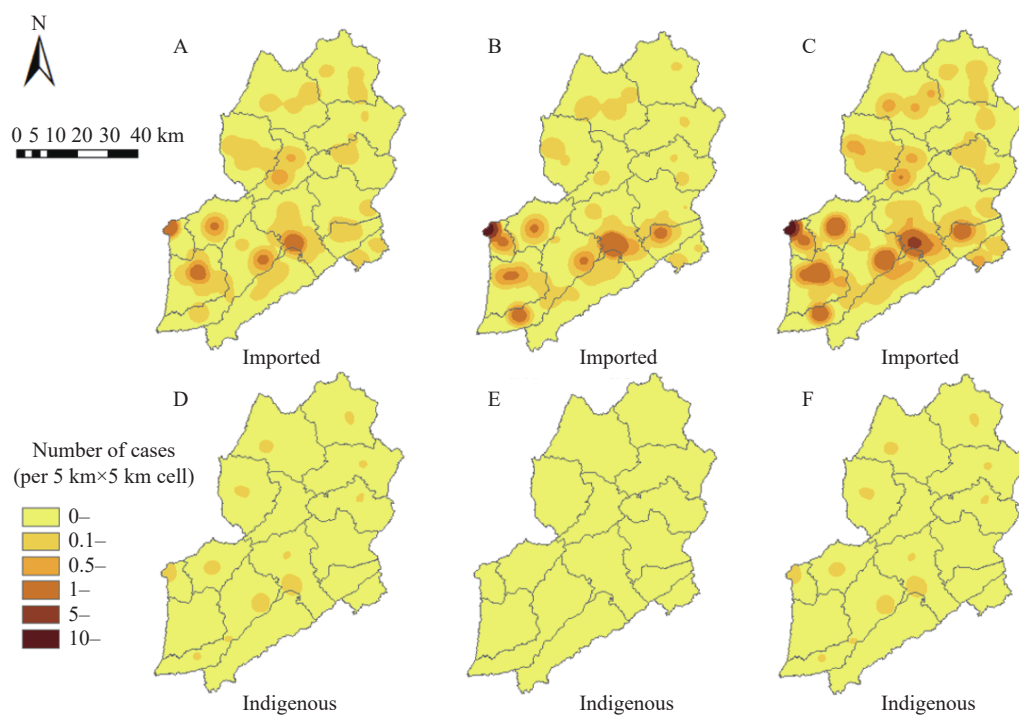 N
A
B
C
0 5 10 20 30 40 km
Imported
Imported
Imported
D
E
F
Number of cases
(per 5 km×5 km cell)
0–
0.1–
0.5–
1–
5–
10–
Indigenous
Indigenous
Indigenous